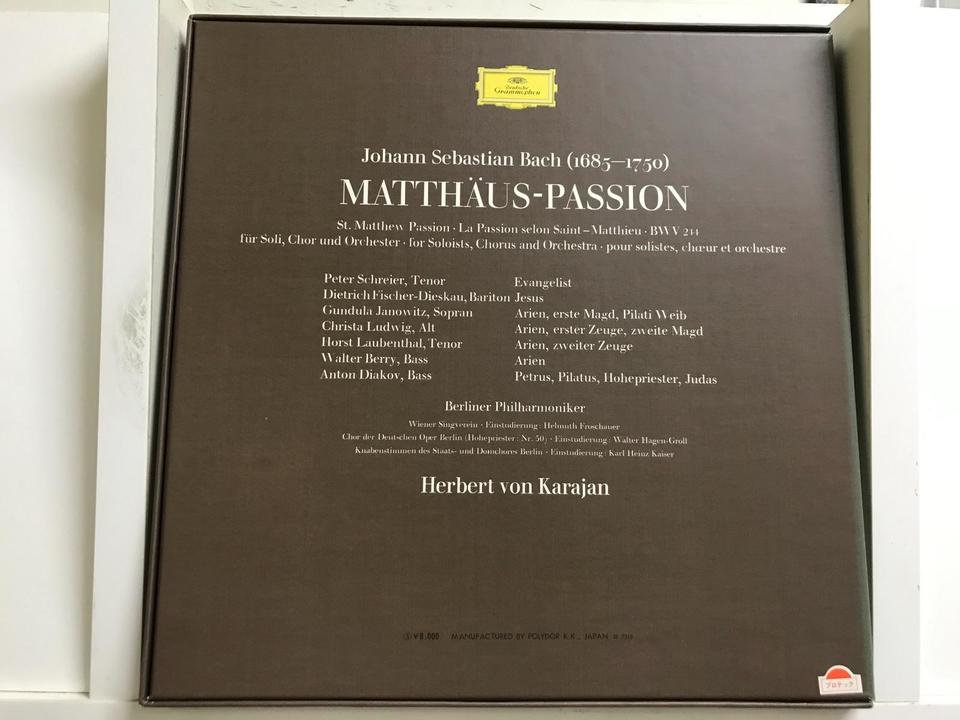 Deutsche
Grammophon
Johann Sebastian Bach (1685—1750)
MATTHÄUS-PASSION
St. Matthew Passion · La Passion selon Saint-Matthieu · BWV 244
für Soli, Chor und Orchester · for Soloists, Chorus and Orchestra · pour solistes, chœur et orchestre
Peter Schreier, Tenor Evangelist
Dietrich Fischer-Dieskau, Bariton Jesus
Gundula Janowitz, Sopran Arien, erste Magd, Pilati Weib
Christa Ludwig, Alt Arien, erster Zeuge, zweite Magd
Horst Laubenthal, Tenor Arien, zweiter Zeuge
Walter Berry, Bass Arien
Anton Diakov, Bass Petrus, Pilatus, Hohepriester, Judas
Berliner Philharmoniker
Wiener Singverein · Einstudierung: Helmuth Froschauer
Chor der Deutschen Oper Berlin (Hohepriester: Nr. 50) · Einstudierung: Walter Hagen-Groll
Knabenstimmen des Staats- und Domchores Berlin · Einstudierung: Karl Heinz Kaiser
Herbert von Karajan
¥8,000 MANUFACTURED BY POLYDOR K.K., JAPAN
プロテック